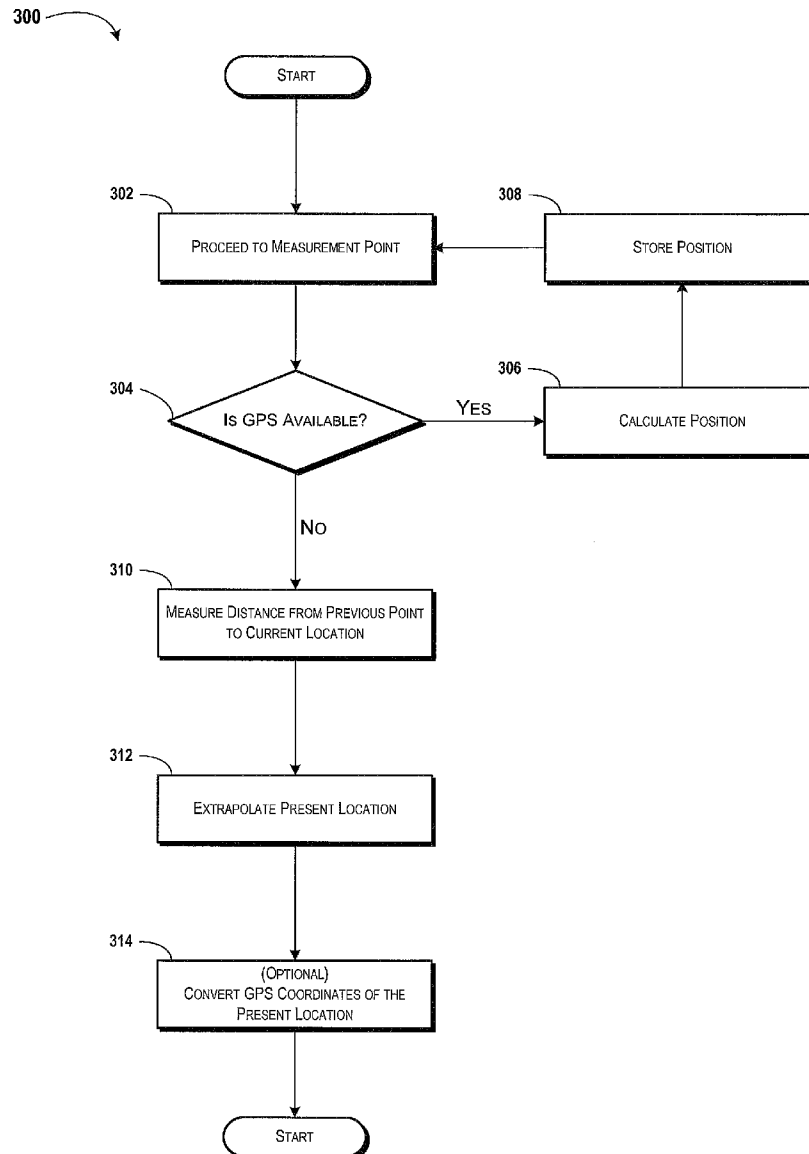 300
START
302
PROCEED TO MEASUREMENT POINT
308
STORE POSITION
304
IS GPS AVAILABLE?
YES
306
CALCULATE POSITION
NO
310
MEASURE DISTANCE FROM PREVIOUS POINT
TO CURRENT LOCATION
312
EXTRAPOLATE PRESENT LOCATION
314
(OPTIONAL)
CONVERT GPS COORDINATES OF THE
PRESENT LOCATION
START